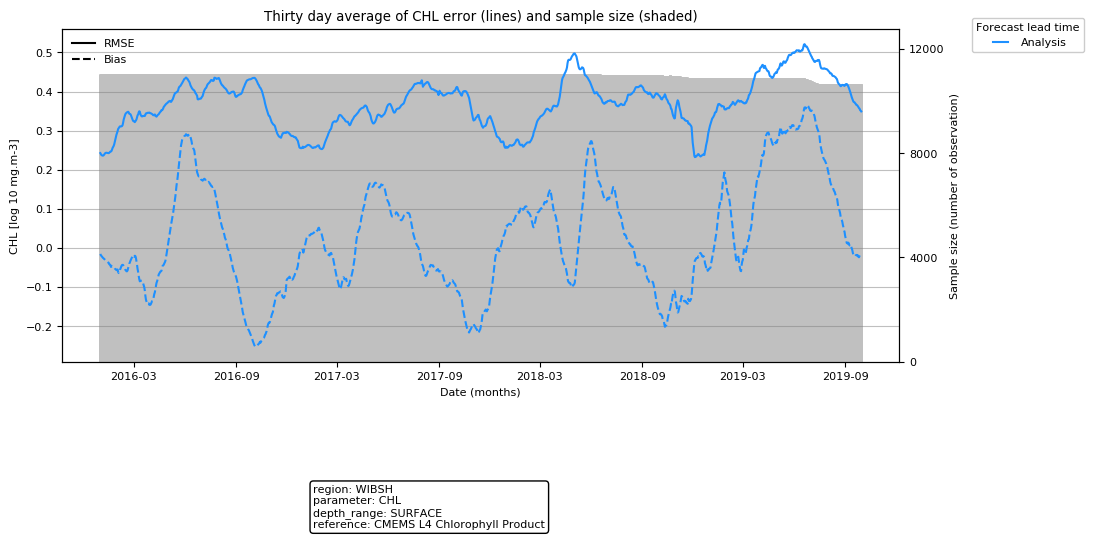 Thirty day average of CHL error (lines) and sample size (shaded)
Forecast lead time
Analysis
RMSE
Bias
CHL [log 10 mg.m-3]
0.5
0.4
0.3
0.2
0.1
0.0
−0.1
−0.2
12000
8000
4000
0
Sample size (number of observation)
2016-03 2016-09 2017-03 2017-09 2018-03 2018-09 2019-03 2019-09
Date (months)
region: WIBSH
parameter: CHL
depth_range: SURFACE
reference: CMEMS L4 Chlorophyll Product